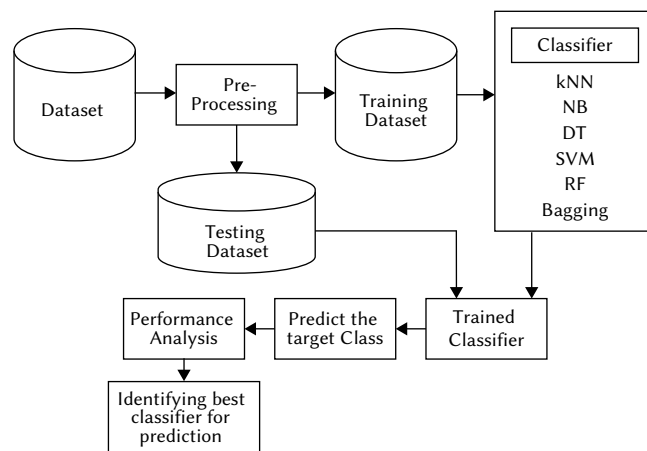 Dataset
Pre-
Processing
Training
Dataset
Classifier
kNN
NB
DT
SVM
RF
Bagging
Testing
Dataset
Performance
Analysis
Predict the
target Class
Trained
Classifier
Identifying best
classifier for
prediction